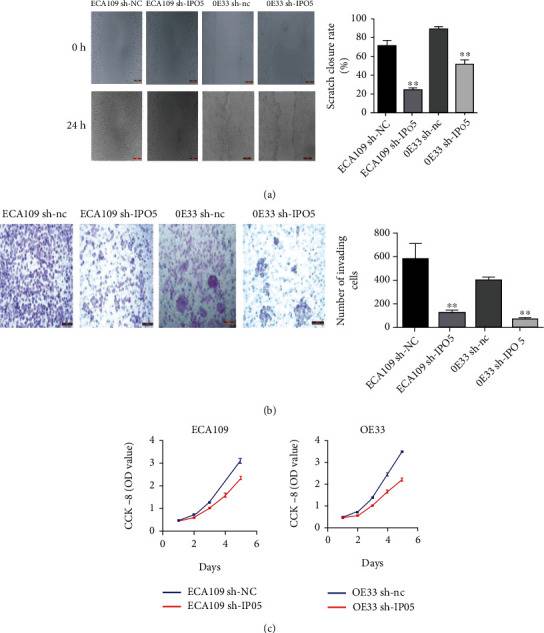 ECA109 sh-NC ECA109 sh-IPO5 0E33 sh-nc 0E33 sh-IPO5
0 h
24 h
Scratch closure rate
(%)
100
80
60
40
20
0
**
**
ECA109 sh-NC
ECA109 sh-IPO5
0E33 sh-nc
0E33 sh-IPO5
(a)
ECA109 sh-nc ECA109 sh-IPO5 0E33 sh-nc 0E33 sh-IPO5
Number of invading
cells
800
600
400
200
0
**
**
ECA109 sh-NC
ECA109 sh-IPO5
0E33 sh-nc
0E33 sh-IPO 5
(b)
ECA109
CCK –8 (OD value)
4
3
2
1
0
0 2 4 6
Days
ECA109 sh-NC
ECA109 sh-IP05
OE33
CCK –8 (OD value)
4
3
2
1
0
0 2 4 6
Days
OE33 sh-nc
OE33 sh-IP05
(c)